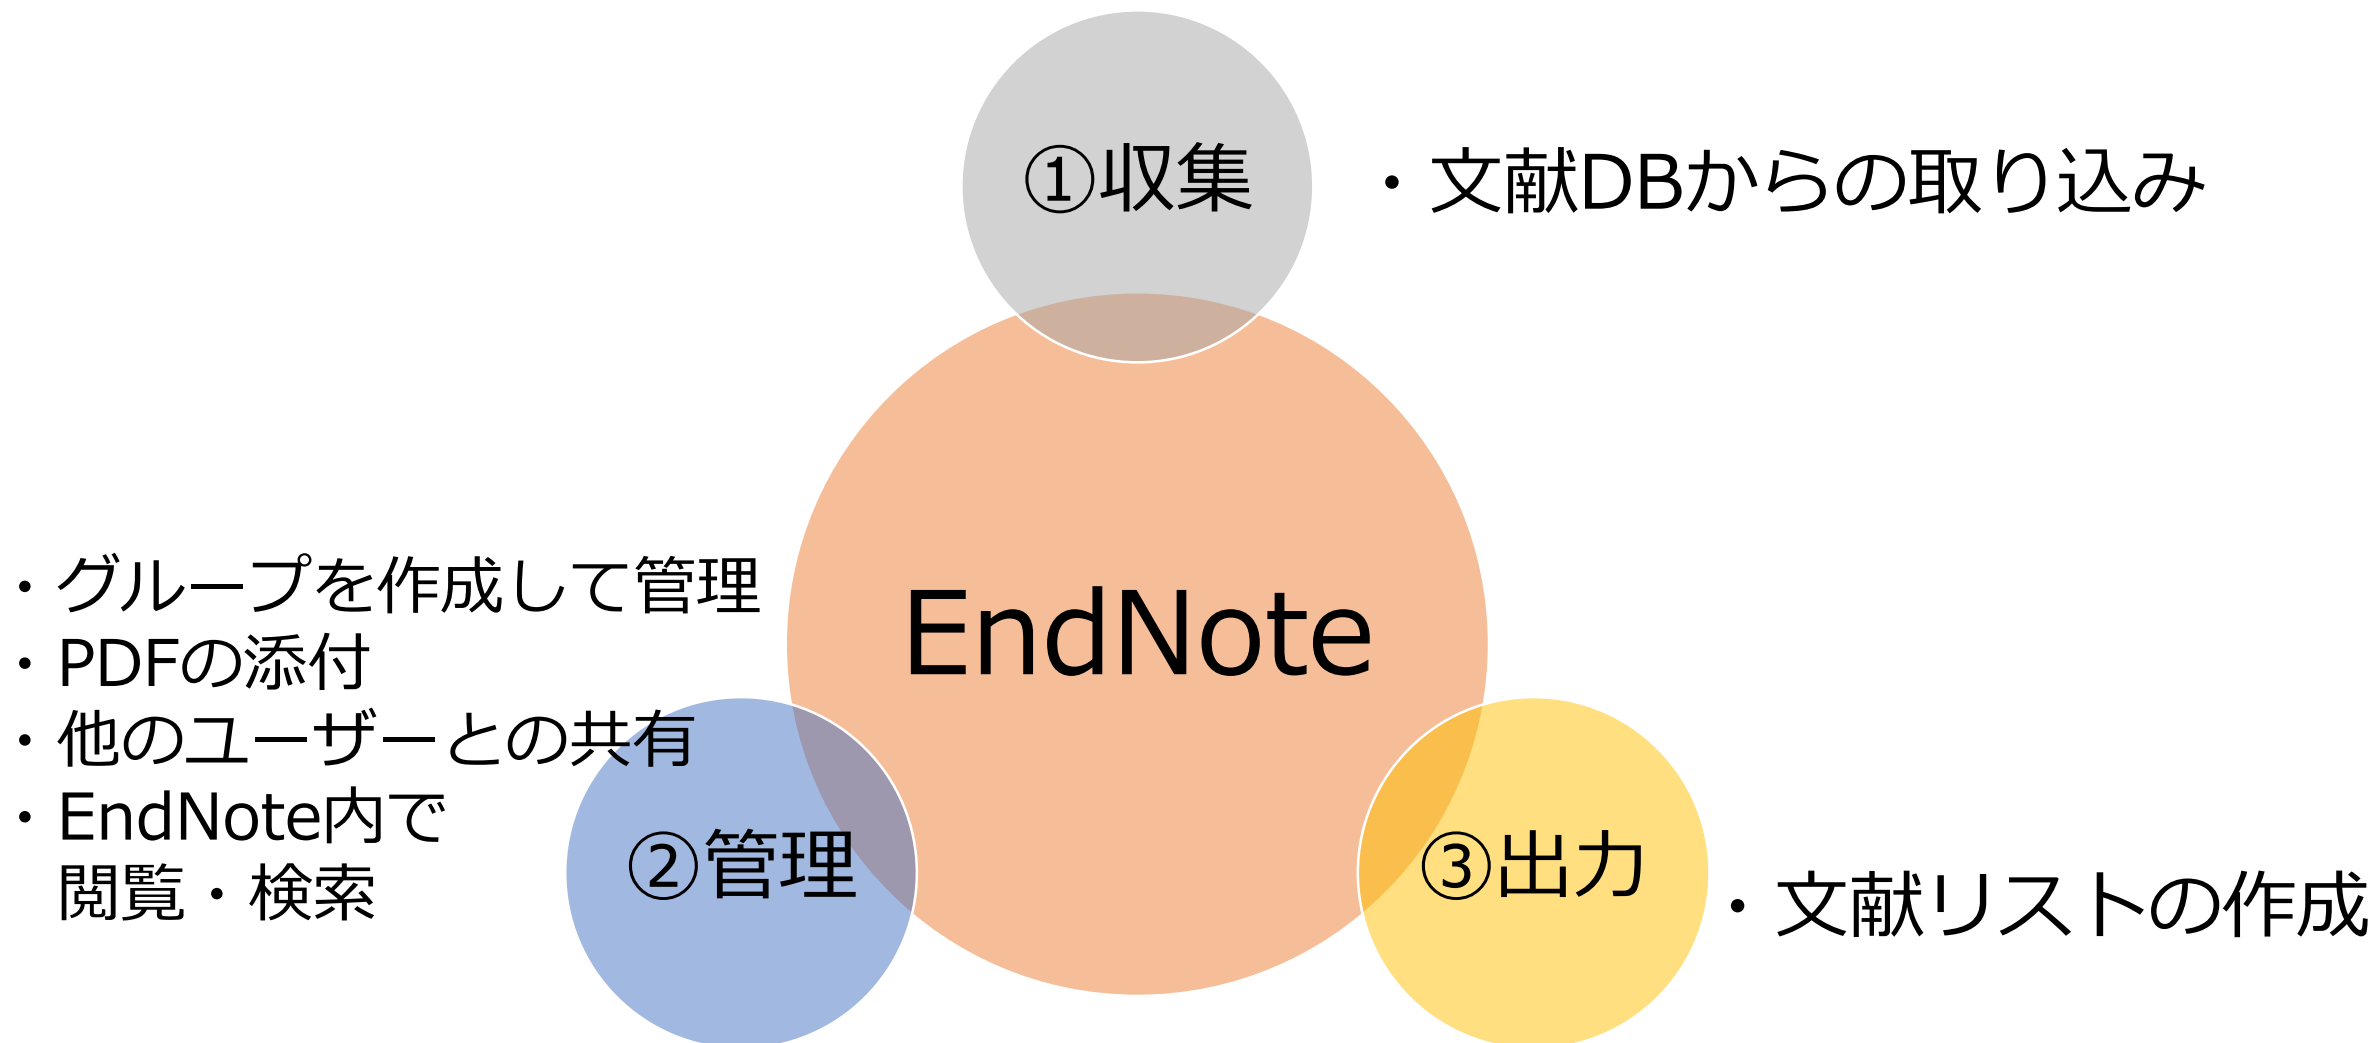 ①収集
・文献DBからの取り込み
EndNote
・グループを作成して管理
・PDFの添付
・他のユーザーとの共有
・EndNote内で
閲覧・検索
②管理
③出力
・文献リストの作成